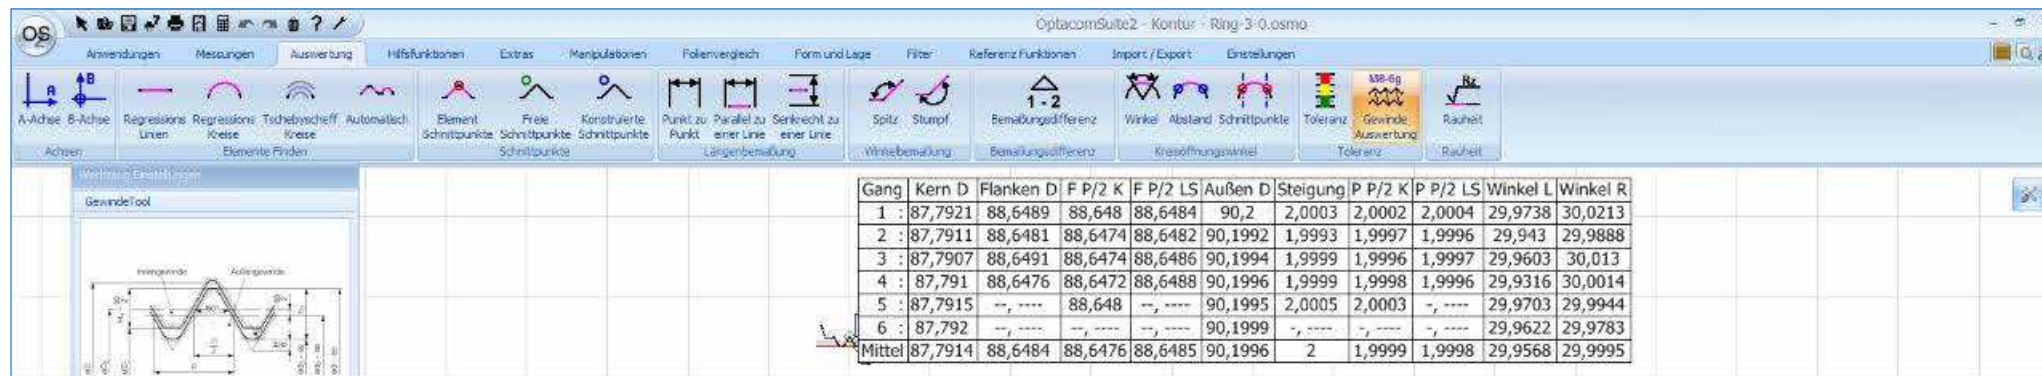 OptacomSuite2 - Kontur - Ring-3-0.osmo
OS 2
Anwendungen Messungen Auswertung Hilfsfunktionen Extras Manipulationen Folienvergleich Form und Lage Filter Referenz Funktionen Import / Export Einstellungen
A-Achse B-Achse Regressions Linien Regressions Kreise Tschebyscheff Kreise Automatisch Element Schnittpunkte Freie Schnittpunkte Konstruierte Schnittpunkte Punkt zu Punkt Parallel zu einer Linie Senkrecht zu einer Linie Spitz Stumpf 1 - 2 Bemaßungsdifferenz Winkel Abstand Schnittpunkte Toleranz M8-6g Gewinde Auswertung Rz Rauheit
Achsen Elemente Finden Schnittpunkte Längenbemaßung Winkelbemaßung Bemaßungsdifferenz Kreisöffnungswinkel Toleranz Rauheit
Werkzeug Einstellungen
GewindeTool
Innengewinde Außengewinde
Gang Kern D Flanken D F P/2 K F P/2 LS Außen D Steigung P P/2 K P P/2 LS Winkel L Winkel R
1 : 87,7921 88,6489 88,648 88,6484 90,2 2,0003 2,0002 2,0004 29,9738 30,0213
2 : 87,7911 88,6481 88,6474 88,6482 90,1992 1,9993 1,9997 1,9996 29,943 29,9888
3 : 87,7907 88,6491 88,6474 88,6486 90,1994 1,9999 1,9996 1,9997 29,9603 30,013
4 : 87,791 88,6476 88,6472 88,6488 90,1996 1,9999 1,9998 1,9996 29,9316 30,0014
5 : 87,7915 --, ---- 88,648 --, ---- 90,1995 2,0005 2,0003 -, ---- 29,9703 29,9944
6 : 87,792 --, ---- --, ---- --, ---- 90,1999 -, ---- -, ---- -, ---- 29,9622 29,9783
Mittel 87,7914 88,6484 88,6476 88,6485 90,1996 2 1,9999 1,9998 29,9568 29,9995